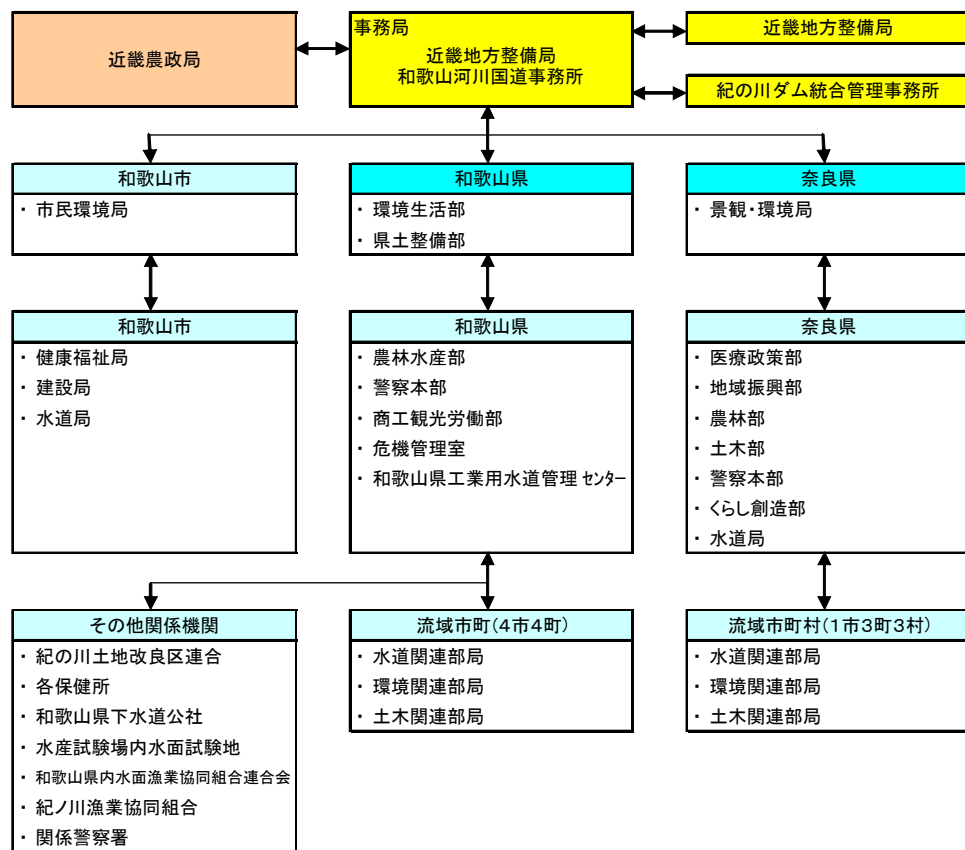 近畿農政局
事務局
近畿地方整備局
和歌山河川国道事務所
近畿地方整備局
紀の川ダム統合管理事務所
和歌山市
・ 市民環境局
和歌山県
・ 環境生活部
・ 県土整備部
奈良県
・ 景観・環境局
和歌山市
・ 健康福祉局
・ 建設局
・ 水道局
和歌山県
・ 農林水産部
・ 警察本部
・ 商工観光労働部
・ 危機管理室
・ 和歌山県工業用水道管理センター
奈良県
・ 医療政策部
・ 地域振興部
・ 農林部
・ 土木部
・ 警察本部
・ くらし創造部
・ 水道局
その他関係機関
・ 紀の川土地改良区連合
・ 各保健所
・ 和歌山県下水道公社
・ 水産試験場内水面試験地
・ 和歌山県内水面漁業協同組合連合会
・ 紀ノ川漁業協同組合
・ 関係警察署
流域市町(4市4町)
・ 水道関連部局
・ 環境関連部局
・ 土木関連部局
流域市町村(1市3町3村)
・ 水道関連部局
・ 環境関連部局
・ 土木関連部局